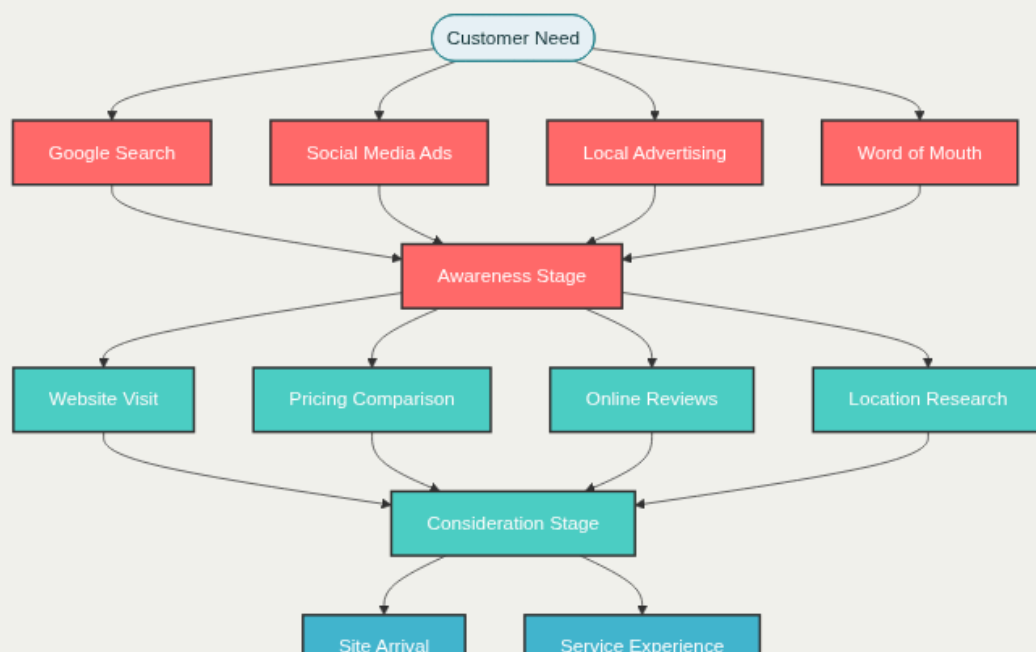 Customer Need
Google Search
Social Media Ads
Local Advertising
Word of Mouth
Awareness Stage
Website Visit
Pricing Comparison
Online Reviews
Location Research
Consideration Stage
Site Arrival
Service Experience